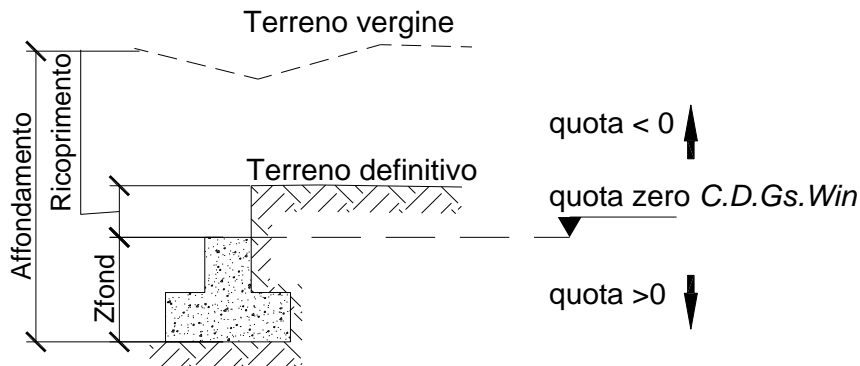 Terreno vergine
Affondamento
Ricoprimento
quota < 0
Terreno definitivo
quota zero C.D.Gs.Win
Zfond
quota >0